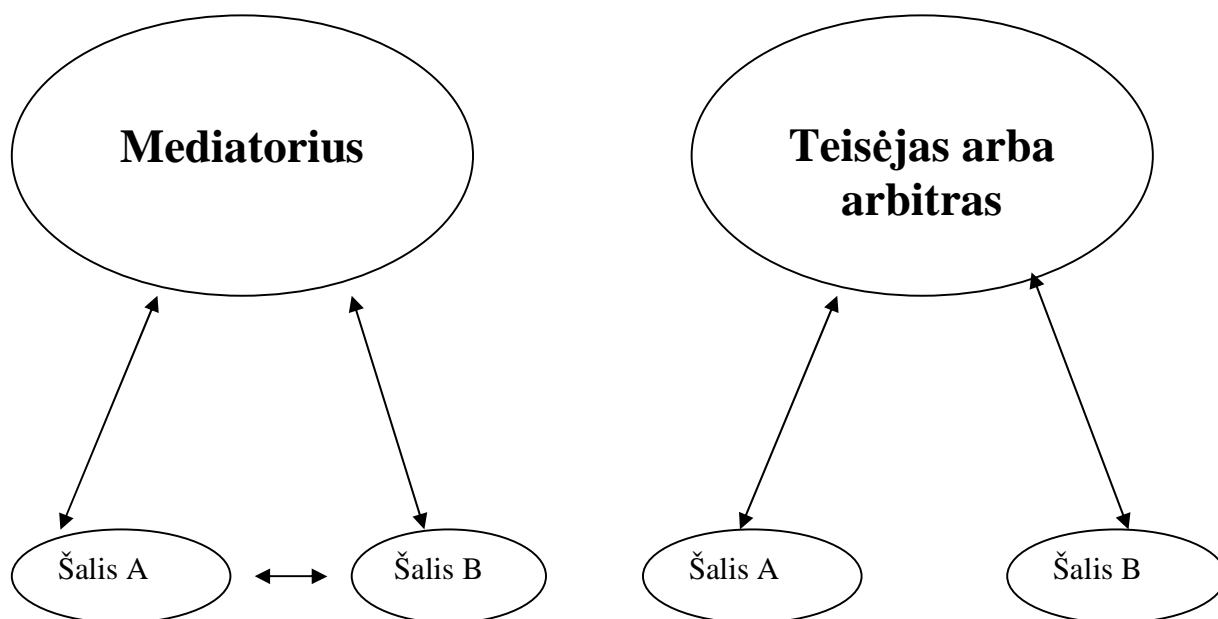 Mediatorius
Teisėjas arba
arbitras
Šalis A
Šalis B
Šalis A
Šalis B